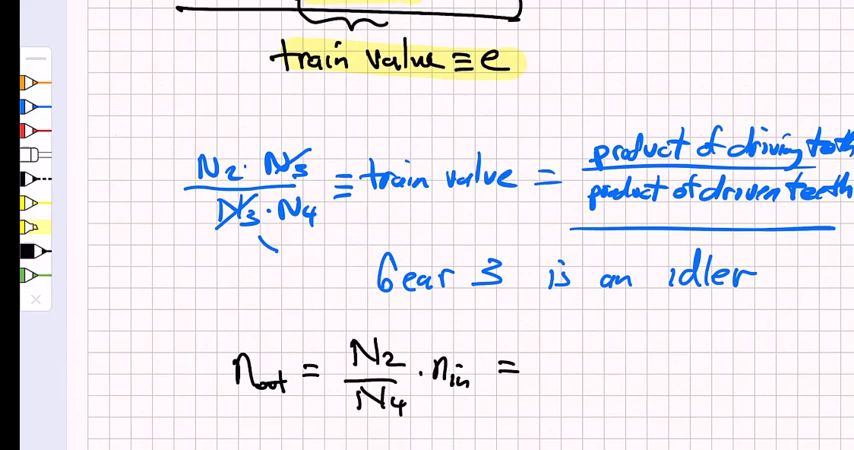 train value ≡ e
N2 · N3 / N3 · N4 ≡ train value = product of driving teeth / product of driven teeth
Gear 3 is an idler
nout = N2 / N4 · nin =